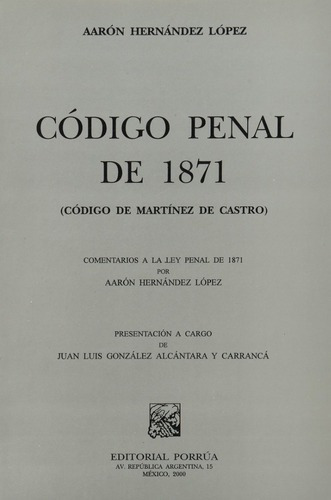 AARÓN HERNÁNDEZ LÓPEZ
CÓDIGO PENAL
DE 1871
(CÓDIGO DE MARTÍNEZ DE CASTRO)
COMENTARIOS A LA LEY PENAL DE 1871
POR
AARÓN HERNÁNDEZ LÓPEZ
PRESENTACIÓN A CARGO
DE
JUAN LUIS GONZÁLEZ ALCÁNTARA Y CARRANCÁ
EDITORIAL PORRÚA
AV. REPÚBLICA ARGENTINA, 15
MÉXICO, 2000